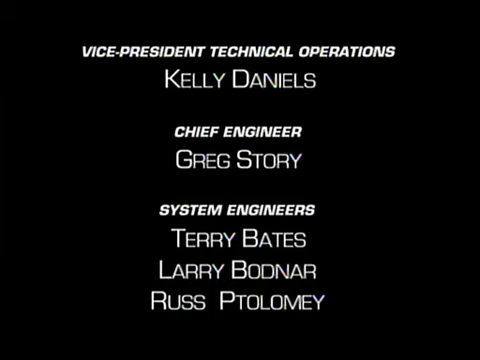 VICE-PRESIDENT TECHNICAL OPERATIONS
KELLY DANIELS
CHIEF ENGINEER
GREG STORY
SYSTEM ENGINEERS
TERRY BATES
LARRY BODNAR
RUSS PTOLOMEY